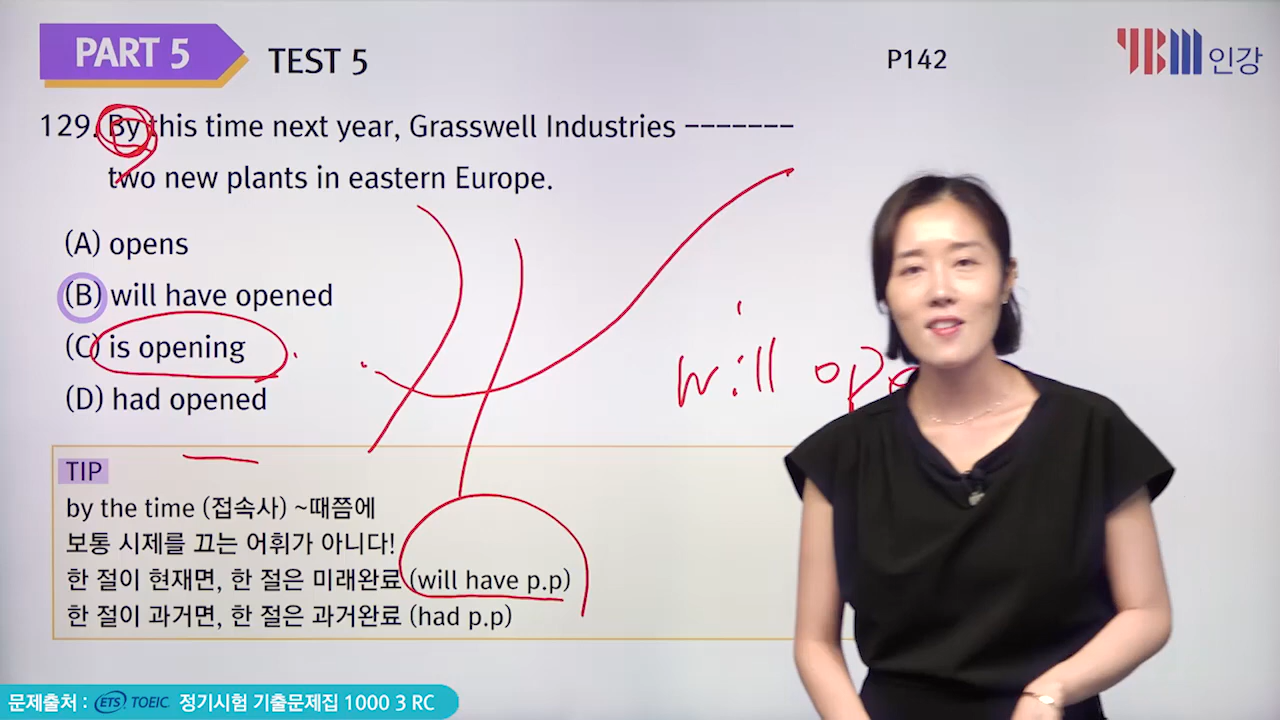 PART 5
TEST 5
P142
YBM 인강
129. By this time next year, Grasswell Industries -------
two new plants in eastern Europe.
(A) opens
(B) will have opened
(C) is opening
(D) had opened
will ope
TIP
by the time (접속사) ~때쯤에
보통 시제를 끄는 어휘가 아니다!
한 절이 현재면, 한 절은 미래완료 (will have p.p)
한 절이 과거면, 한 절은 과거완료 (had p.p)
문제출처 : ETS TOEIC 정기시험 기출문제집 1000 3 RC